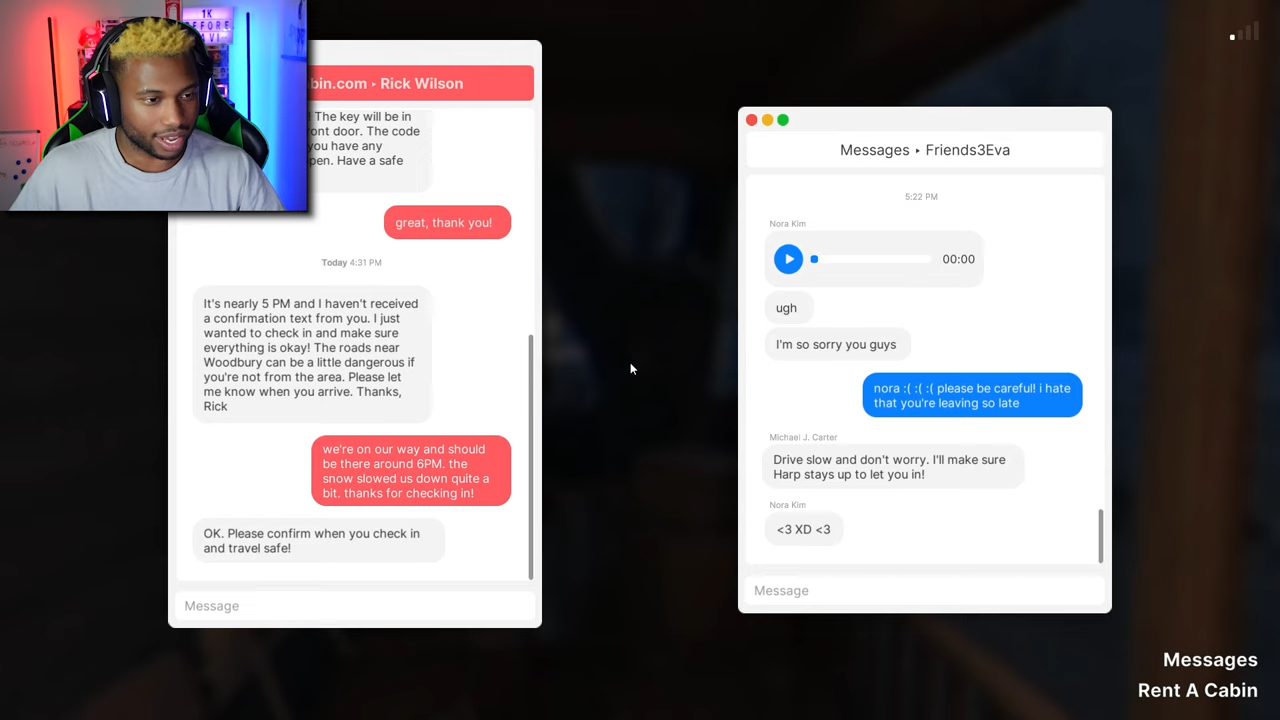 1K
bin.com ▸ Rick Wilson
! The key will be in
ront door. The code
you have any
pen. Have a safe
great, thank you!
Today 4:31 PM
It's nearly 5 PM and I haven't received
a confirmation text from you. I just
wanted to check in and make sure
everything is okay! The roads near
Woodbury can be a little dangerous if
you're not from the area. Please let
me know when you arrive. Thanks,
Rick
we're on our way and should
be there around 6PM. the
snow slowed us down quite a
bit. thanks for checking in!
OK. Please confirm when you check in
and travel safe!
Message
Messages ▸ Friends3Eva
5:22 PM
Nora Kim
00:00
ugh
I'm so sorry you guys
nora :( :( :( please be careful! i hate
that you're leaving so late
Michael J. Carter
Drive slow and don't worry. I'll make sure
Harp stays up to let you in!
Nora Kim
<3 XD <3
Message
Messages
Rent A Cabin